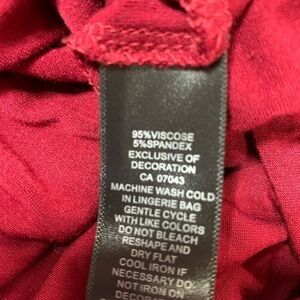 95%VISCOSE
5%SPANDEX
EXCLUSIVE OF
DECORATION
CA 07043
MACHINE WASH COLD
IN LINGERIE BAG
GENTLE CYCLE
WITH LIKE COLORS
DO NOT BLEACH
RESHAPE AND
DRY FLAT
COOL IRON IF
NECESSARY DO
NOT IRON ON